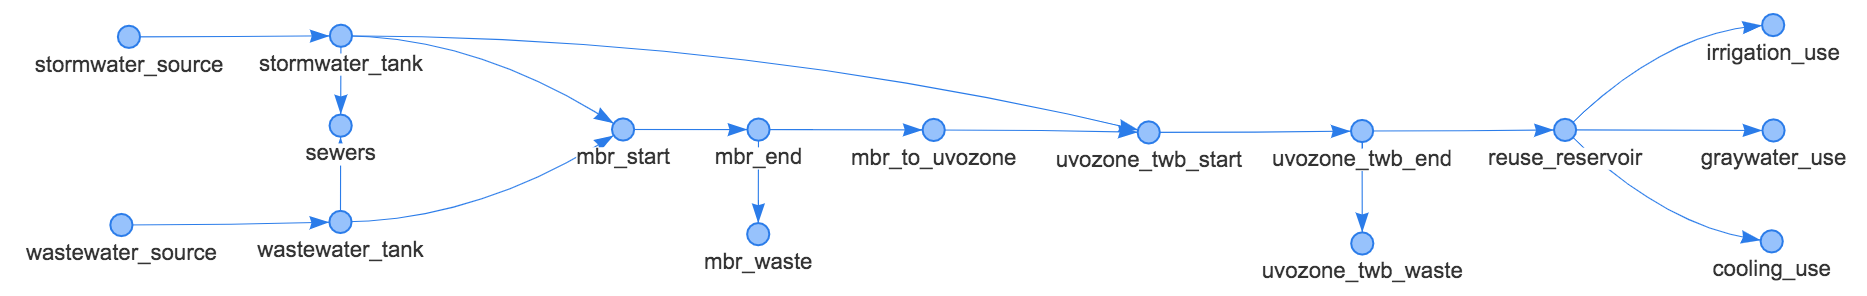 stormwater_source
stormwater_tank
irrigation_use
sewers
mbr_start
mbr_end
mbr_to_uvozone
uvozone_twb_start
uvozone_twb_end
reuse_reservoir
graywater_use
wastewater_source
wastewater_tank
mbr_waste
uvozone_twb_waste
cooling_use